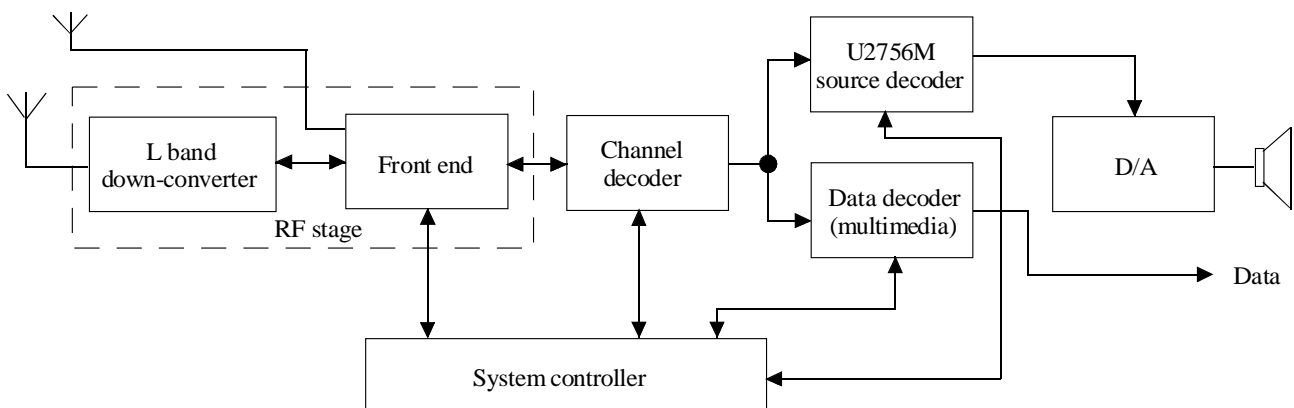 U2756M
source decoder
L band
down-converter
Front end
Channel
decoder
D/A
Data decoder
(multimedia)
RF stage
Data
System controller